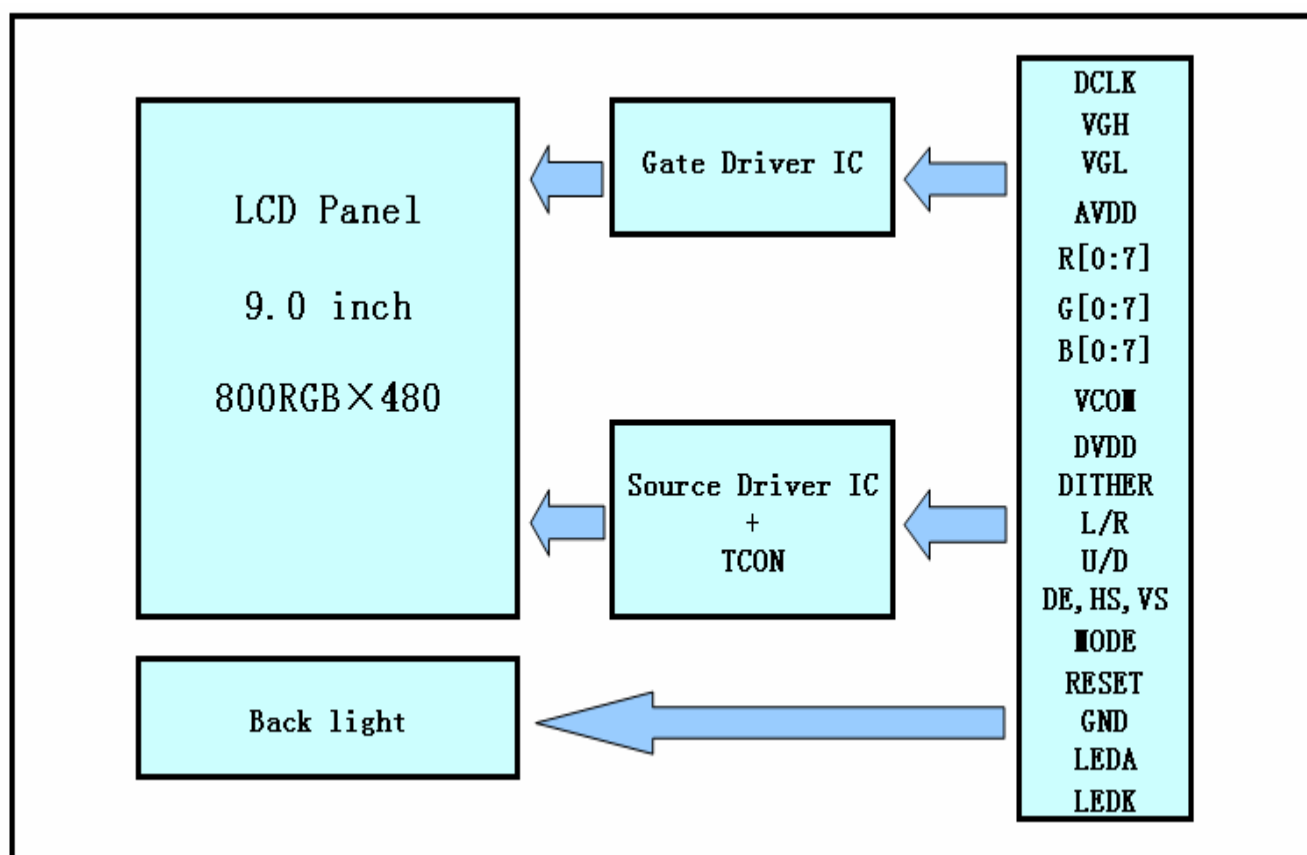 LCD Panel
9.0 inch
800RGB×480
Gate Driver IC
Source Driver IC
+
TCON
Back light
DCLK
VGH
VGL
AVDD
R[0:7]
G[0:7]
B[0:7]
VCOM
DVDD
DITHER
L/R
U/D
DE,HS,VS
MODE
RESET
GND
LEDA
LEDK